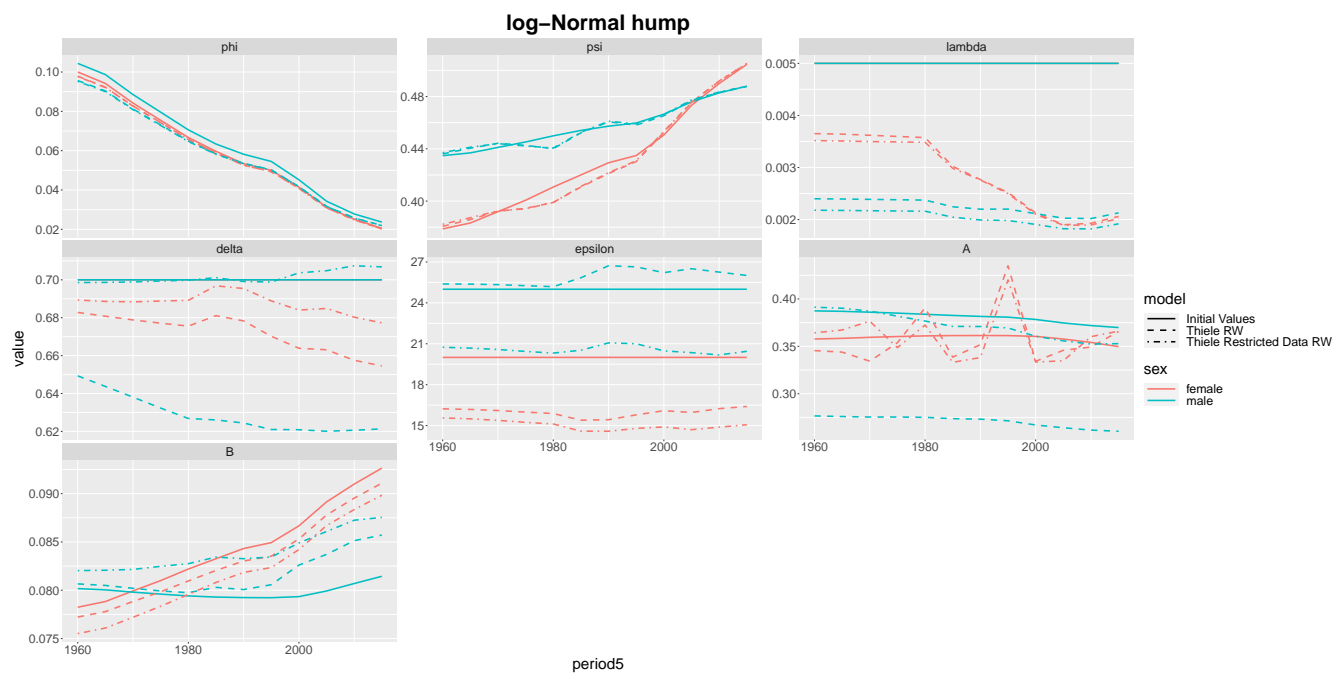 log−Normal hump
phi
psi
lambda
0.10
0.08
0.06
0.04
0.02
0.48
0.44
0.40
0.005
0.004
0.003
0.002
delta
epsilon
A
0.70
0.68
0.66
0.64
0.62
27
24
21
18
15
0.40
0.35
0.30
1960
1980
2000
1960
1980
2000
B
0.090
0.085
0.080
0.075
1960
1980
2000
value
period5
model
Initial Values
Thiele RW
Thiele Restricted Data RW
sex
female
male